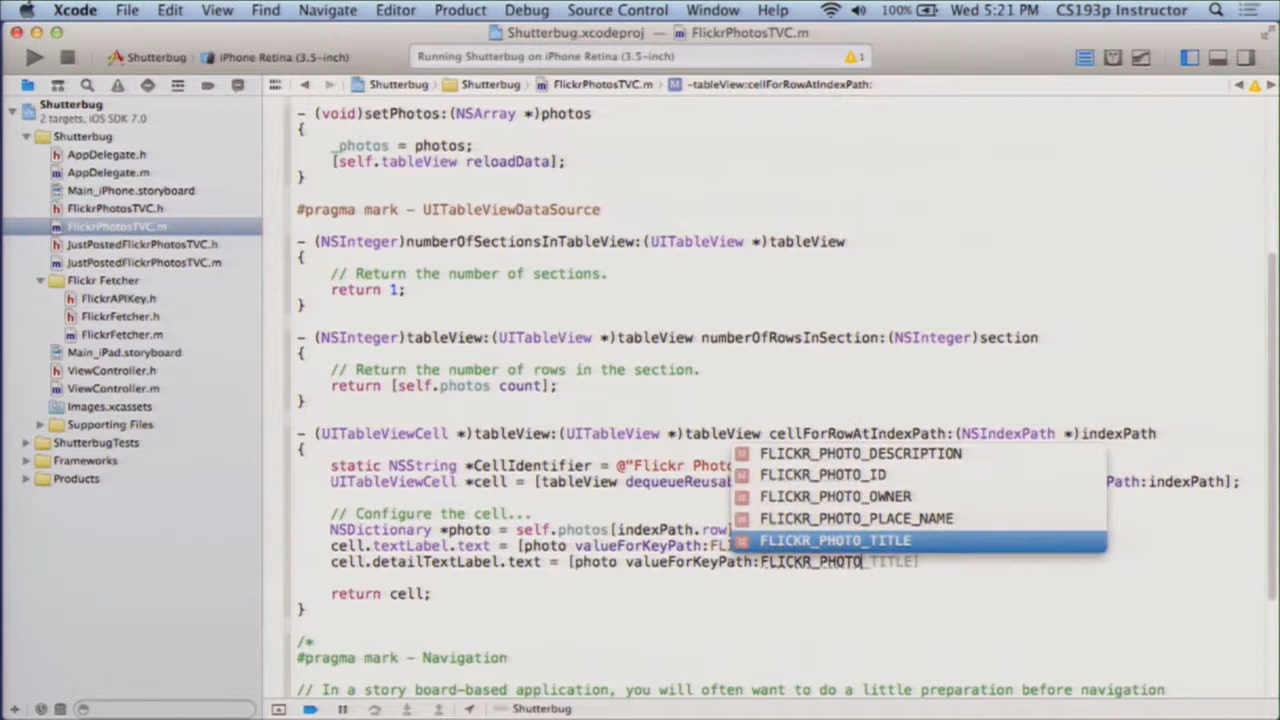 Xcode File Edit View Find Navigate Editor Product Debug Source Control Window Help 100% Wed 5:21 PM CS193p Instructor
Shutterbug.xcodeproj — FlickrPhotosTVC.m
Shutterbug iPhone Retina (3.5-inch) Running Shutterbug on iPhone Retina (3.5-inch) 1
Shutterbug Shutterbug FlickrPhotosTVC.m M -tableView:cellForRowAtIndexPath:
Shutterbug
2 targets, iOS SDK 7.0
Shutterbug
h AppDelegate.h
m AppDelegate.m
Main_iPhone.storyboard
h FlickrPhotosTVC.h
m FlickrPhotosTVC.m
h JustPostedFlickrPhotosTVC.h
m JustPostedFlickrPhotosTVC.m
Flickr Fetcher
h FlickrAPIKey.h
h FlickrFetcher.h
m FlickrFetcher.m
Main_iPad.storyboard
h ViewController.h
m ViewController.m
Images.xcassets
Supporting Files
ShutterbugTests
Frameworks
Products
- (void)setPhotos:(NSArray *)photos
{
_photos = photos;
[self.tableView reloadData];
}
#pragma mark - UITableViewDataSource
- (NSInteger)numberOfSectionsInTableView:(UITableView *)tableView
{
// Return the number of sections.
return 1;
}
- (NSInteger)tableView:(UITableView *)tableView numberOfRowsInSection:(NSInteger)section
{
// Return the number of rows in the section.
return [self.photos count];
}
- (UITableViewCell *)tableView:(UITableView *)tableView cellForRowAtIndexPath:(NSIndexPath *)indexPath
{
static NSString *CellIdentifier = @"Flickr Phot
UITableViewCell *cell = [tableView dequeueReusab Path:indexPath];
// Configure the cell...
NSDictionary *photo = self.photos[indexPath.row]
cell.textLabel.text = [photo valueForKeyPath:FLI
cell.detailTextLabel.text = [photo valueForKeyPath:FLICKR_PHOTO_TITLE]
FLICKR_PHOTO_DESCRIPTION
FLICKR_PHOTO_ID
FLICKR_PHOTO_OWNER
FLICKR_PHOTO_PLACE_NAME
FLICKR_PHOTO_TITLE
return cell;
}
/*
#pragma mark - Navigation
// In a story board-based application, you will often want to do a little preparation before navigation
Shutterbug